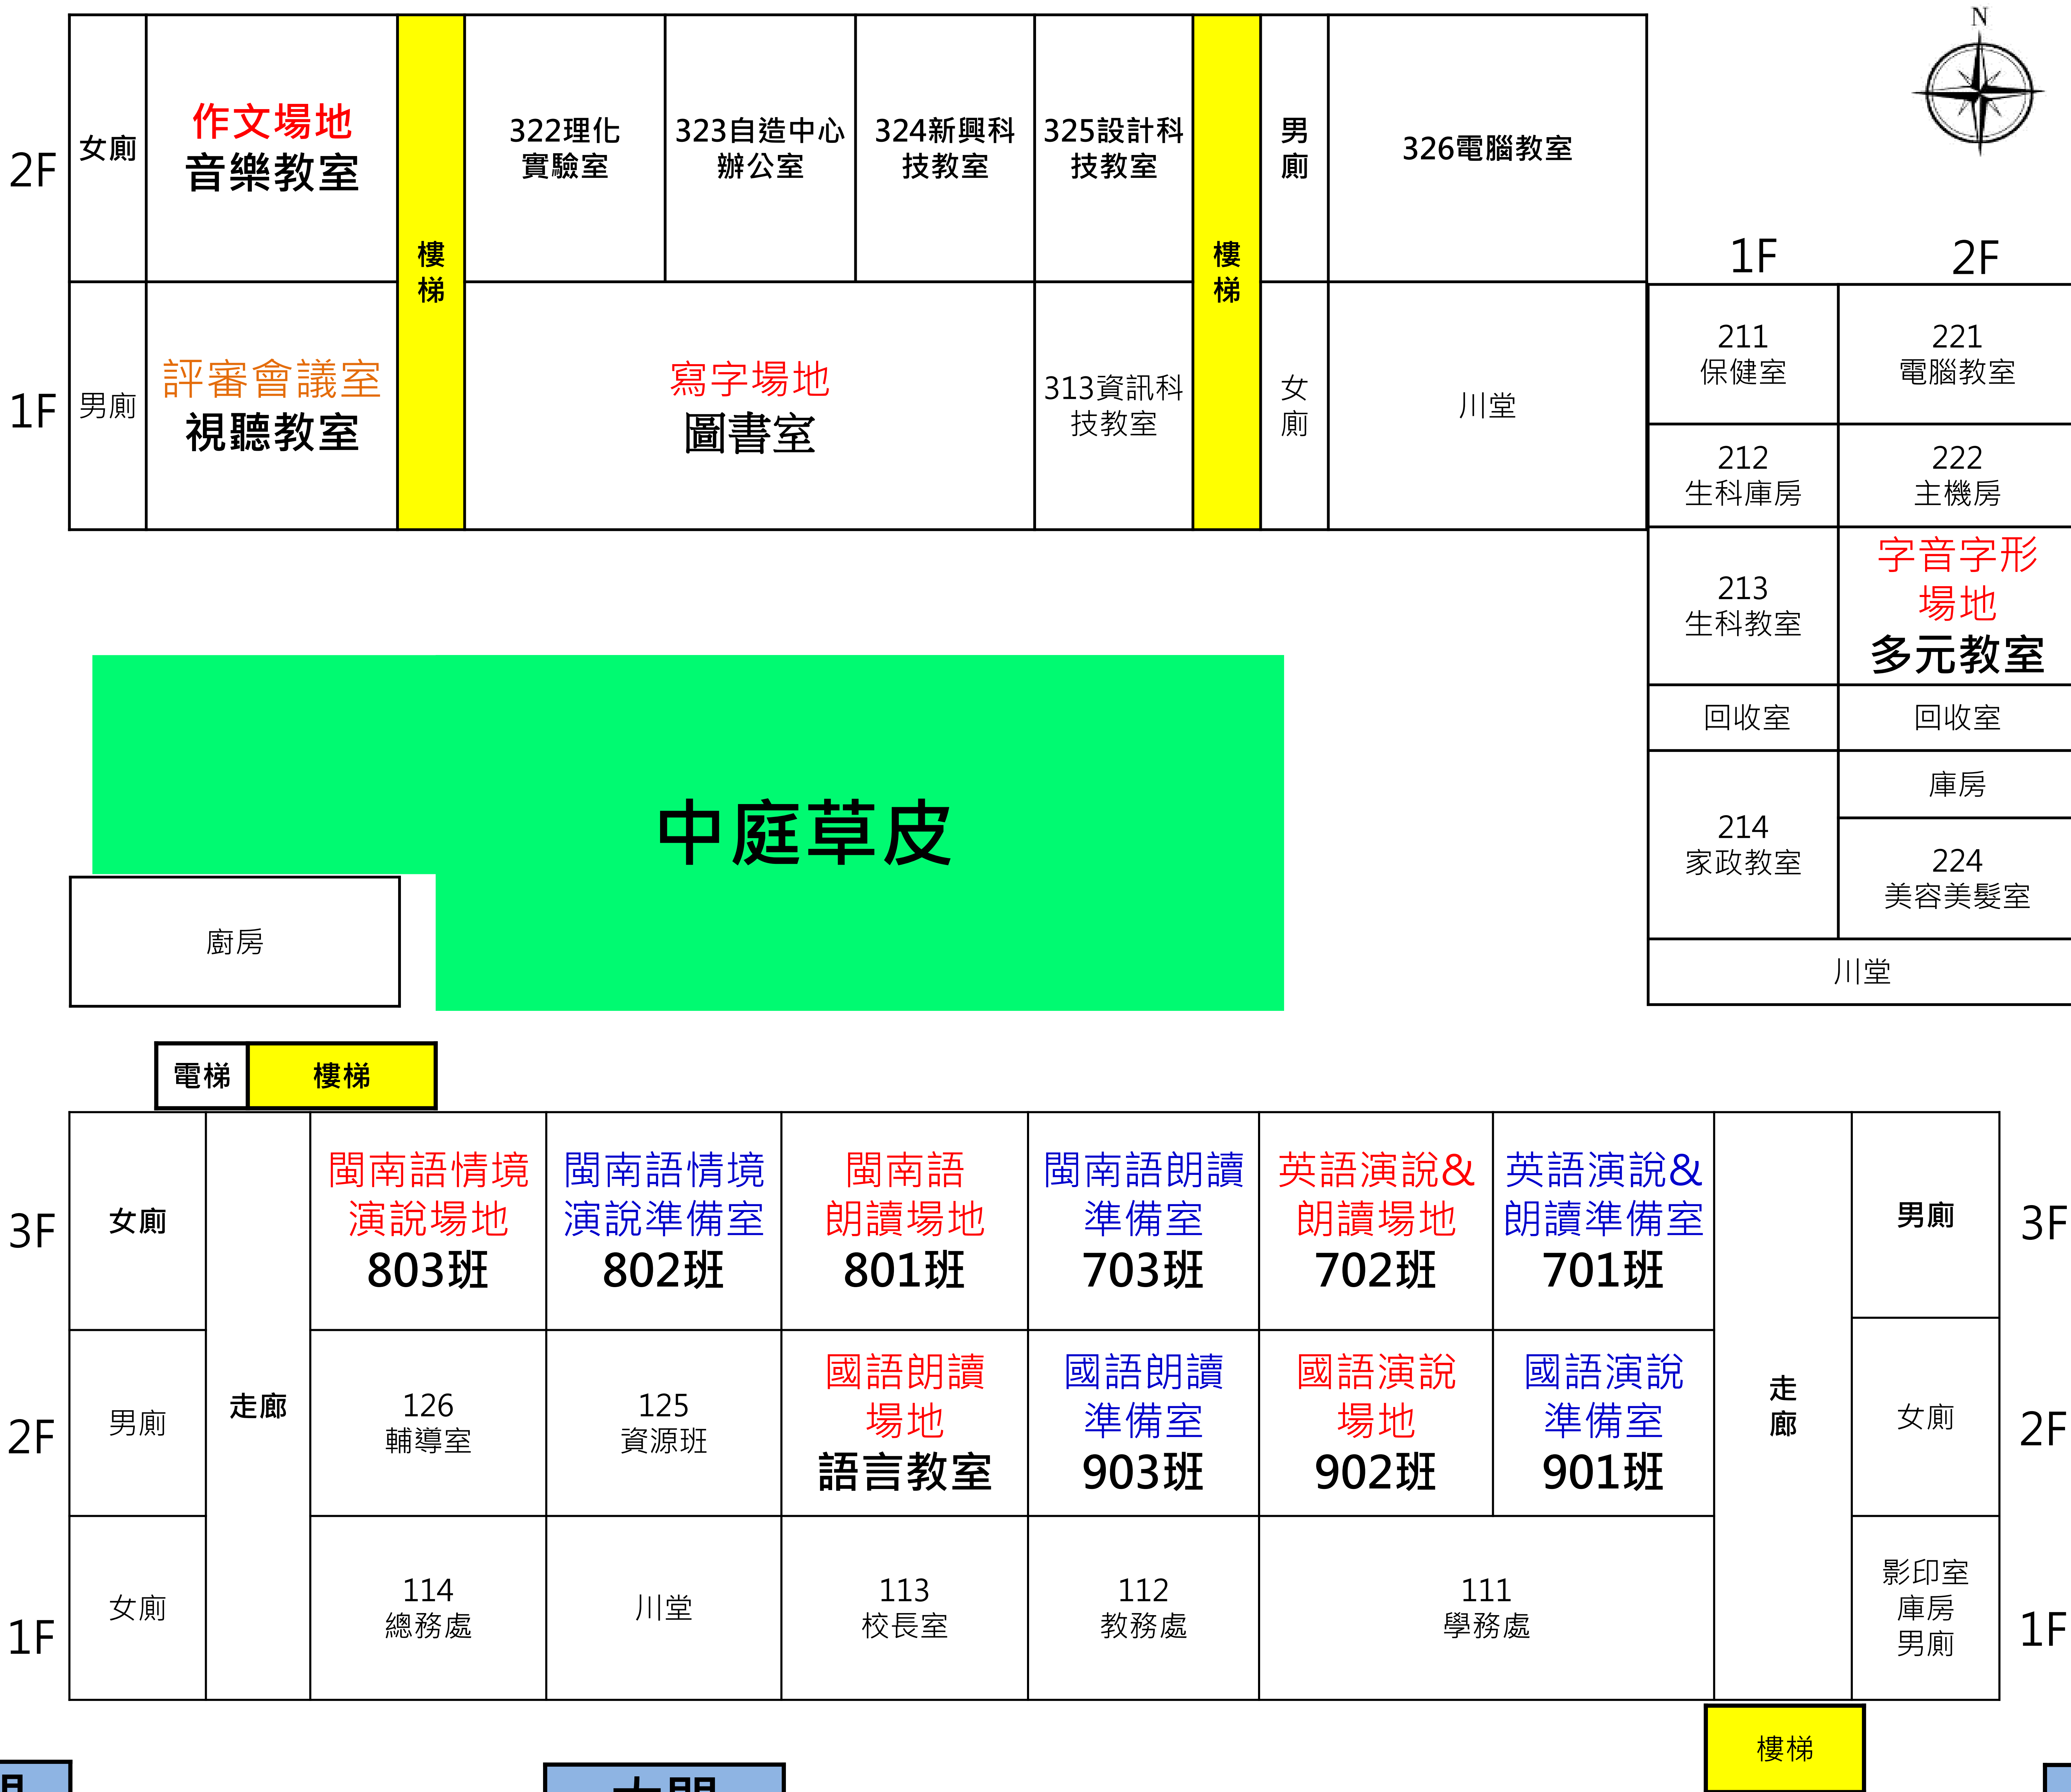 N
2F
女廁
作文場地
音樂教室
樓
梯
322理化
實驗室
323自造中心
辦公室
324新興科
技教室
325設計科
技教室
樓
梯
男
廁
326電腦教室
1F
男廁
評審會議室
視聽教室
寫字場地
圖書室
313資訊科
技教室
女
廁
川堂
1F
2F
211
保健室
221
電腦教室
212
生科庫房
222
主機房
213
生科教室
字音字形
場地
多元教室
回收室
回收室
214
家政教室
庫房
224
美容美髮室
川堂
中庭草皮
廚房
電梯
樓梯
3F
女廁
走廊
閩南語情境
演說場地
803班
閩南語情境
演說準備室
802班
閩南語
朗讀場地
801班
閩南語朗讀
準備室
703班
英語演說&
朗讀場地
702班
英語演說&
朗讀準備室
701班
走
廊
男廁
3F
2F
男廁
126
輔導室
125
資源班
國語朗讀
場地
語言教室
國語朗讀
準備室
903班
國語演說
場地
902班
國語演說
準備室
901班
女廁
2F
1F
女廁
114
總務處
川堂
113
校長室
112
教務處
111
學務處
影印室
庫房
男廁
1F
樓梯